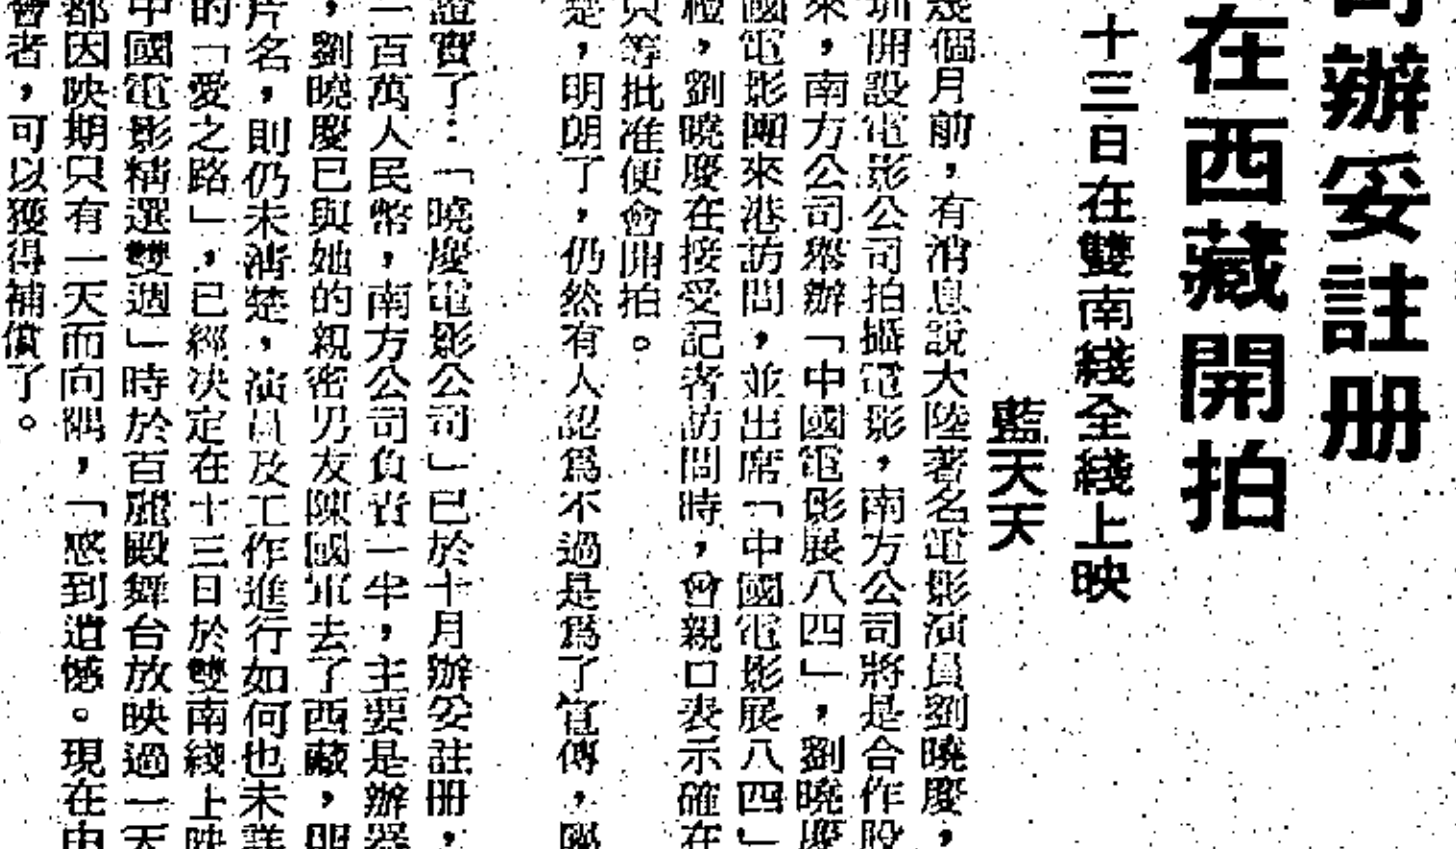 司辦妥註册
在西藏開拍
十三日在雙南綫全綫上映
藍天天
幾個月前，有消息說大陸著名電影演員劉曉慶，
圳開設電影公司拍攝電影，南方公司將是合作股
來，南方公司舉辦「中國電影展八四」，劉曉慶
國電影團來港訪問，並出席「中國電影展八四」
禮，劉曉慶在接受記者訪問時，曾親口表示確在
只等批准便會開拍。
是，明朗了，仍然有人認爲不過是爲了宣傳，
證實了：「曉慶電影公司」已於十月辦妥註册，
一百萬人民幣，南方公司負責一半，主要是辦器
，劉曉慶已與她的親密男友陳國軍去了西藏，開
片名，則仍未清楚，演員及工作進行如何也未詳
的「愛之路」，已經決定在十三日於雙南綫上映
中國電影精選雙週」時於百麗殿舞台放映過一天
都因映期只有一天而向隅，「感到遺憾。現在由
會者，可以獲得補償了。